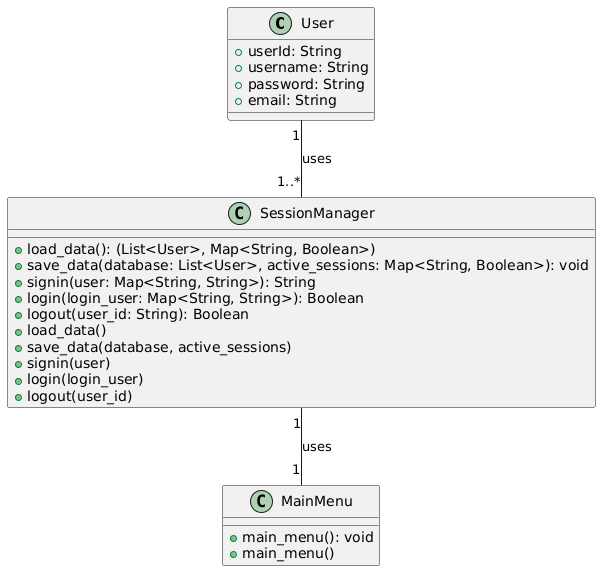 C User
userId: String
username: String
password: String
email: String
1
uses
1..*
C SessionManager
load_data(): (List<User>, Map<String, Boolean>)
save_data(database: List<User>, active_sessions: Map<String, Boolean>): void
signin(user: Map<String, String>): String
login(login_user: Map<String, String>): Boolean
logout(user_id: String): Boolean
load_data()
save_data(database, active_sessions)
signin(user)
login(login_user)
logout(user_id)
1
uses
1
C MainMenu
main_menu(): void
main_menu()